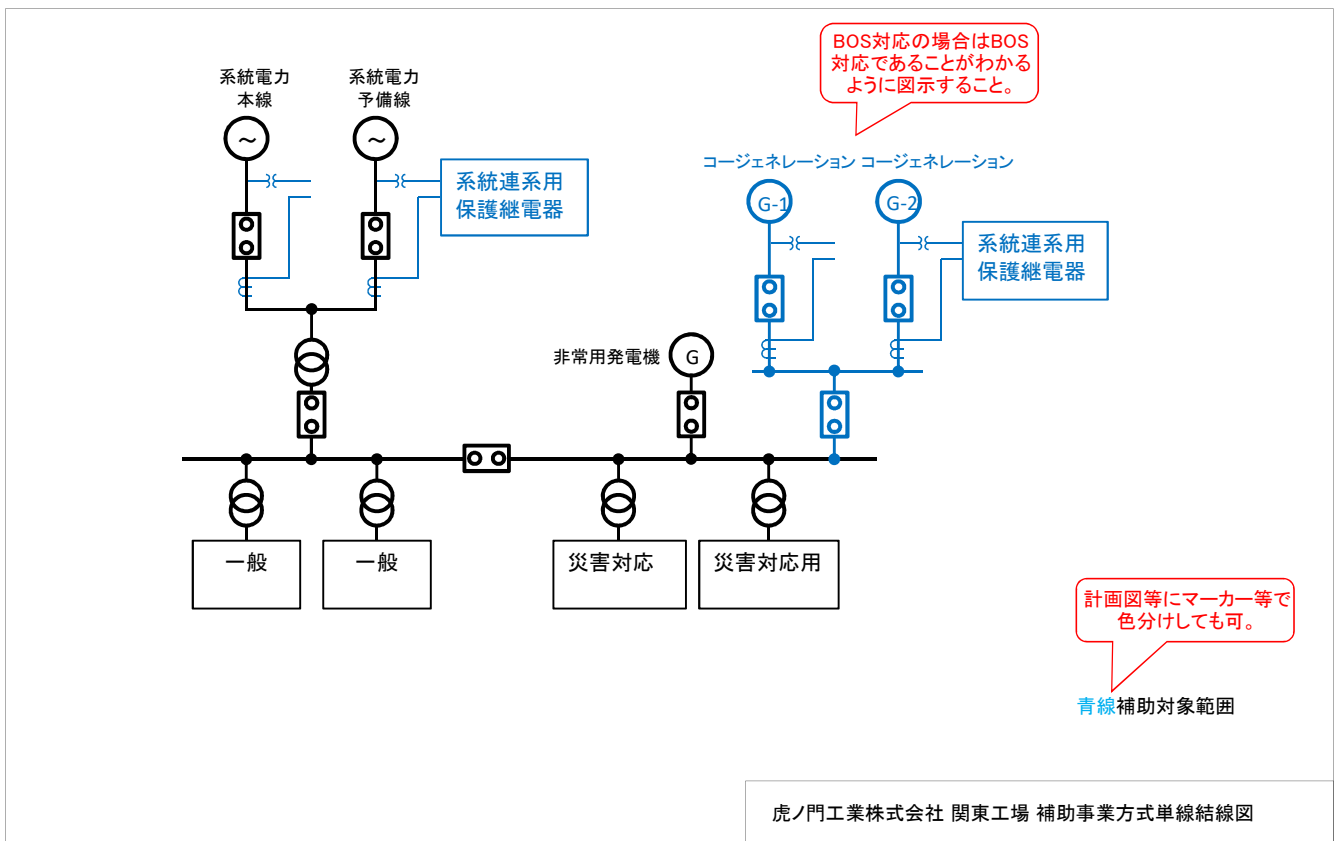 BOS対応の場合はBOS
対応であることがわかる
ように図示すること。
系統電力
本線
系統電力
予備線
~
~
系統連系用
保護継電器
コージェネレーション
コージェネレーション
G-1
G-2
系統連系用
保護継電器
非常用発電機
G
一般
一般
災害対応
災害対応用
計画図等にマーカー等で
色分けしても可。
青線補助対象範囲
虎ノ門工業株式会社 関東工場 補助事業方式単線結線図